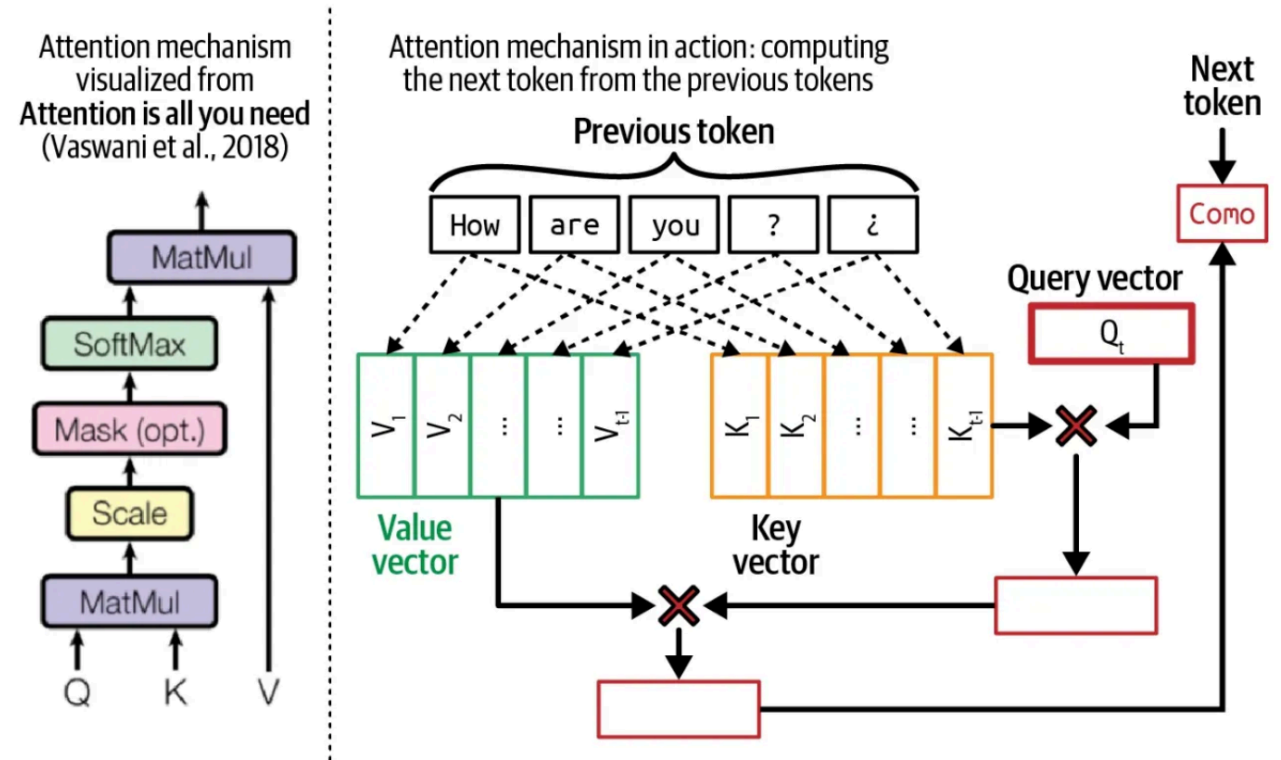 Attention mechanism
visualized from
Attention is all you need
(Vaswani et al., 2018)
MatMul
SoftMax
Mask (opt.)
Scale
MatMul
Q K V
Attention mechanism in action: computing
the next token from the previous tokens
Previous token
How are you ? ¿
Next
token
Como
Query vector
Qt
V1 V2 ... ... Vt-1
K1 K2 ... ... Kt-1
Value
vector
Key
vector